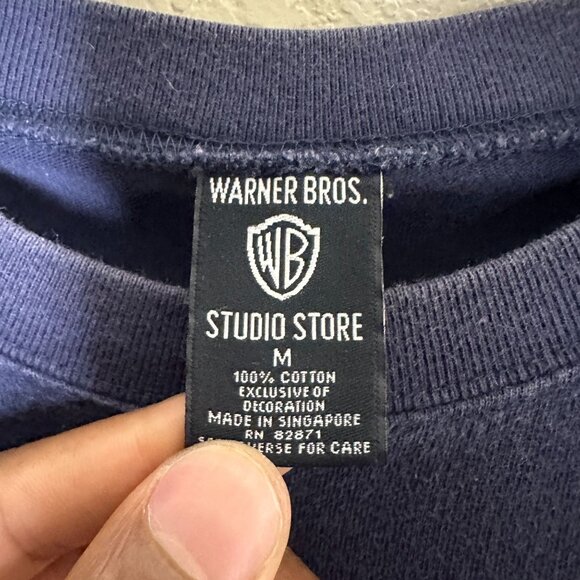 WARNER BROS.
WB
STUDIO STORE
M
100% COTTON
EXCLUSIVE OF
DECORATION
MADE IN SINGAPORE
RN 82871
FOR CARE